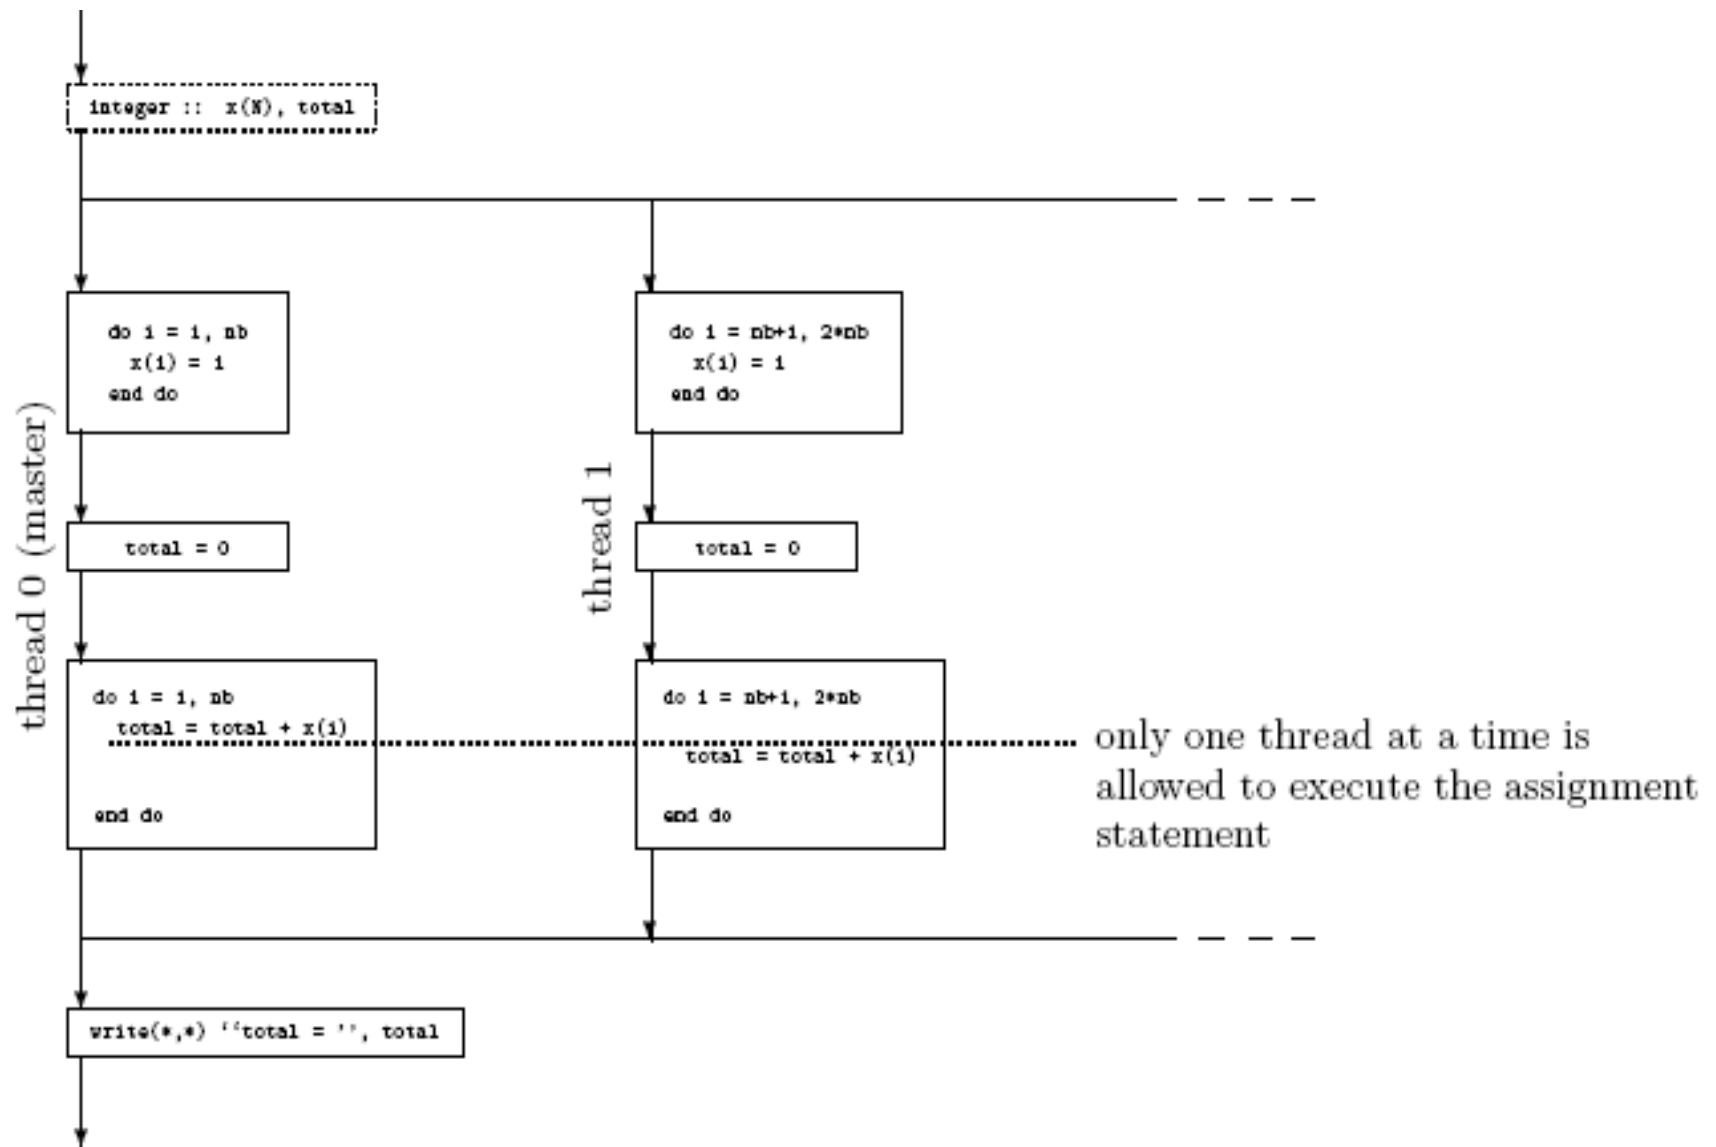 integer :: x(N), total
do i = 1, nb
x(i) = i
end do
do i = nb+1, 2*nb
x(i) = i
end do
thread 0 (master)
thread 1
total = 0
total = 0
do i = 1, nb
total = total + x(i)
end do
do i = nb+1, 2*nb
total = total + x(i)
end do
only one thread at a time is
allowed to execute the assignment
statement
write(*,*) ‘‘total = ’’, total